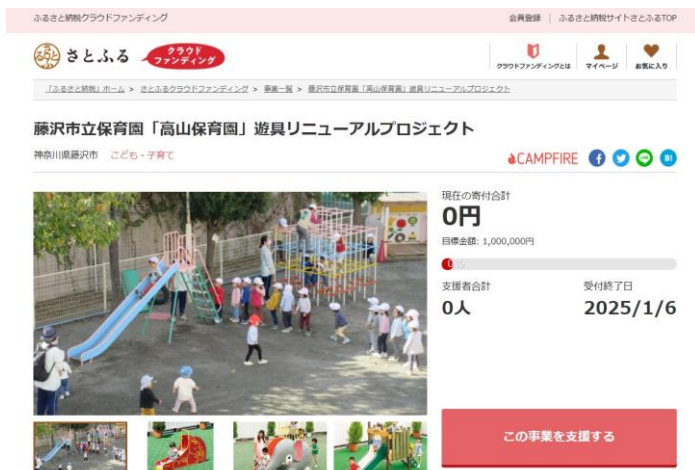 ふるさと納税クラウドファンディング
会員登録 | ふるさと納税サイトさとふるTOP
さとふる クラウドファンディング
クラウドファンディングとは マイページ お気に入り
「ふるさと納税」ホーム > さとふるクラウドファンディング > 事業一覧 > 藤沢市立保育園「高山保育園」遊具リニューアルプロジェクト
藤沢市立保育園「高山保育園」遊具リニューアルプロジェクト
神奈川県藤沢市 こども・子育て
CAMPFIRE
現在の寄付合計
0円
目標金額: 1,000,000円
0%
支援者合計 受付終了日
0人 2025/1/6
この事業を支援する